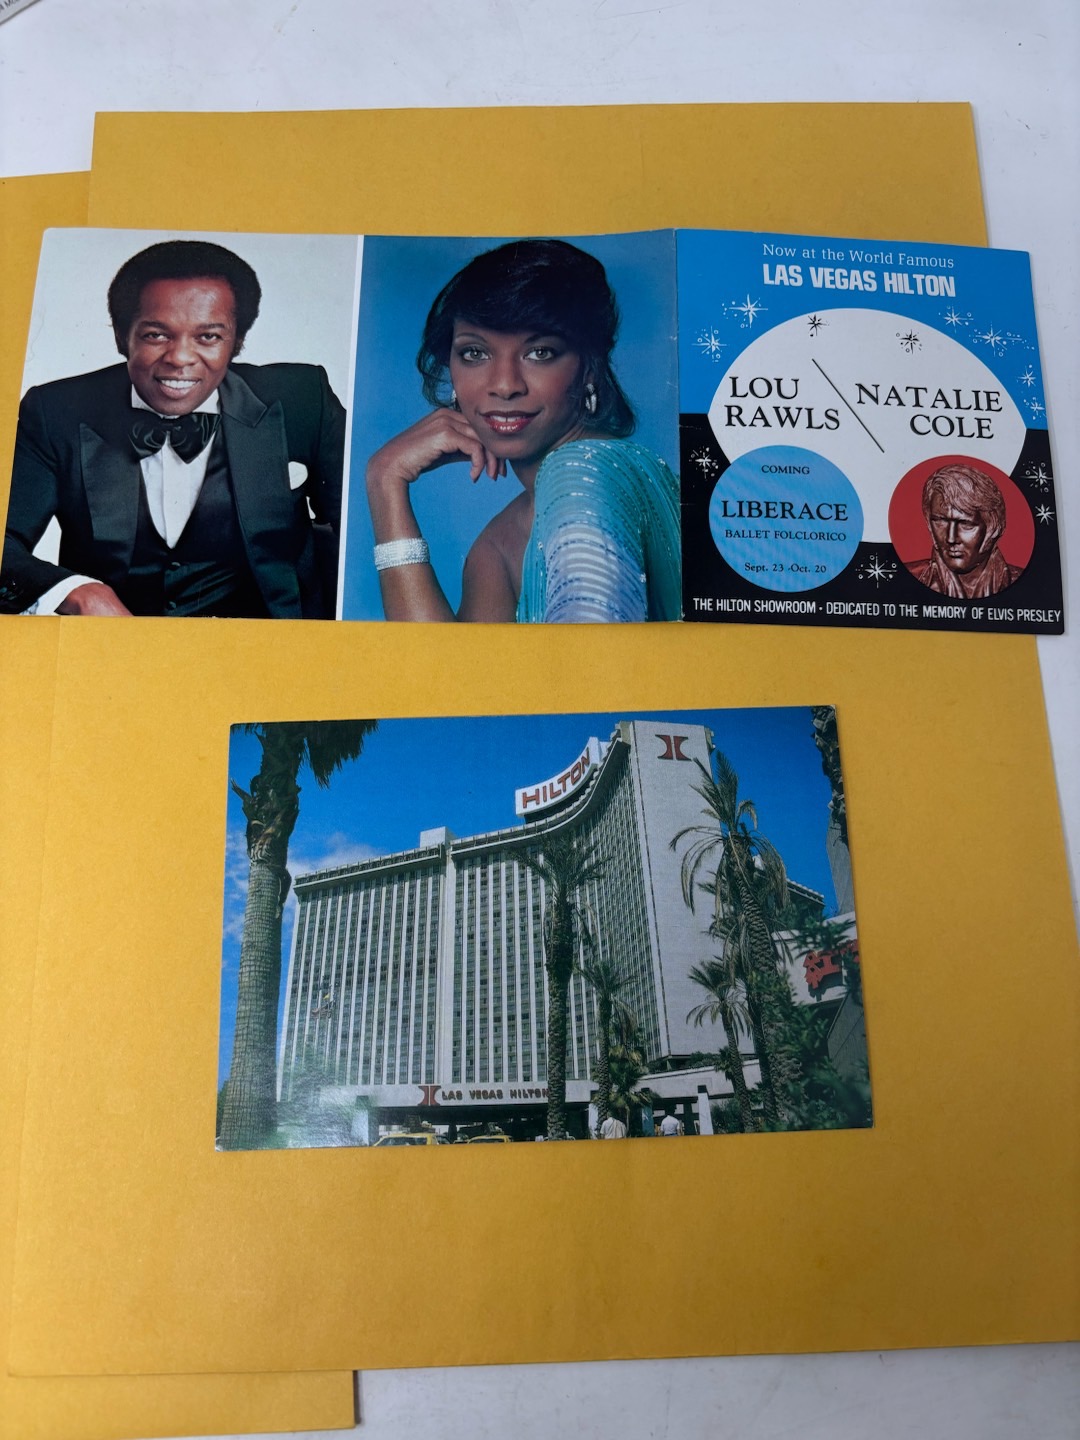 Now at the World Famous
LAS VEGAS HILTON
LOU
RAWLS
NATALIE
COLE
COMING
LIBERACE
BALLET FOLCLORICO
Sept. 23 -Oct. 20
THE HILTON SHOWROOM • DEDICATED TO THE MEMORY OF ELVIS PRESLEY
HILTON
LAS VEGAS HILTON